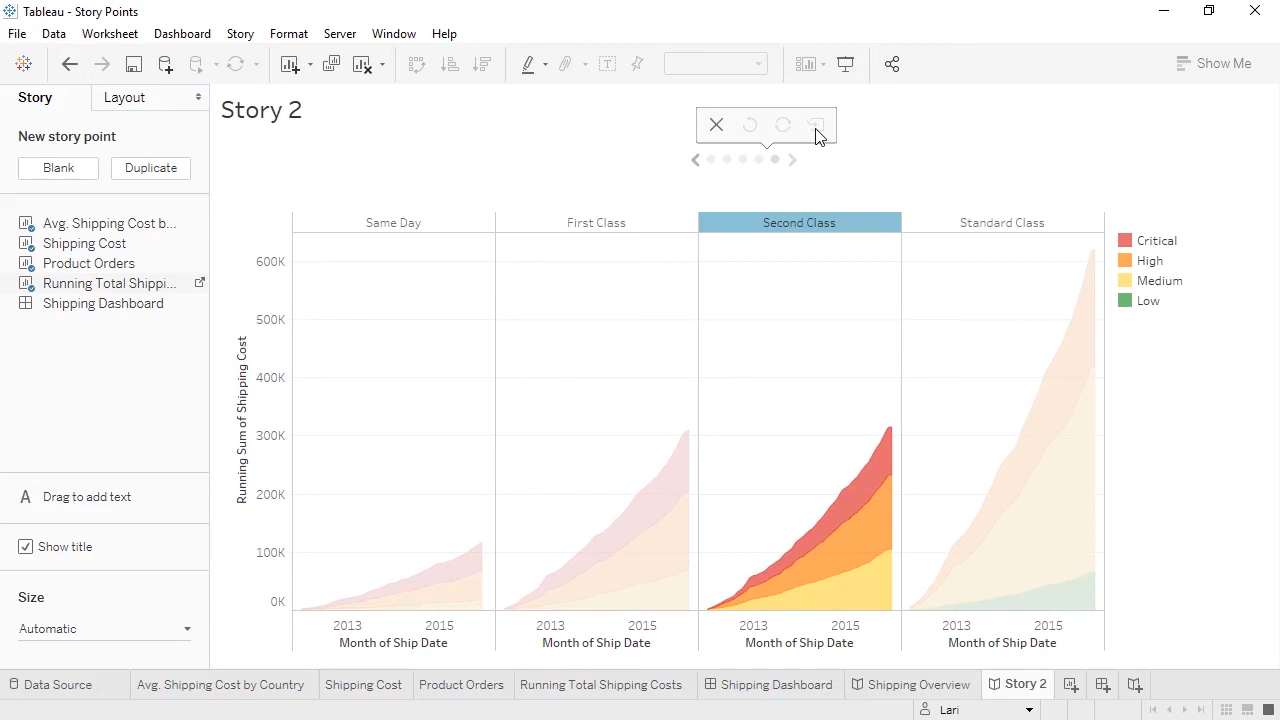 Tableau - Story Points
File Data Worksheet Dashboard Story Format Server Window Help
Show Me
Story Layout
Story 2
New story point
Blank Duplicate
Avg. Shipping Cost b...
Shipping Cost
Product Orders
Running Total Shippi...
Shipping Dashboard
A Drag to add text
Show title
Size
Automatic
Same Day First Class Second Class Standard Class
Running Sum of Shipping Cost
600K
500K
400K
300K
200K
100K
0K
2013 2015 2013 2015 2013 2015 2013 2015
Month of Ship Date Month of Ship Date Month of Ship Date Month of Ship Date
Critical
High
Medium
Low
Data Source Avg. Shipping Cost by Country Shipping Cost Product Orders Running Total Shipping Costs Shipping Dashboard Shipping Overview Story 2
Lari